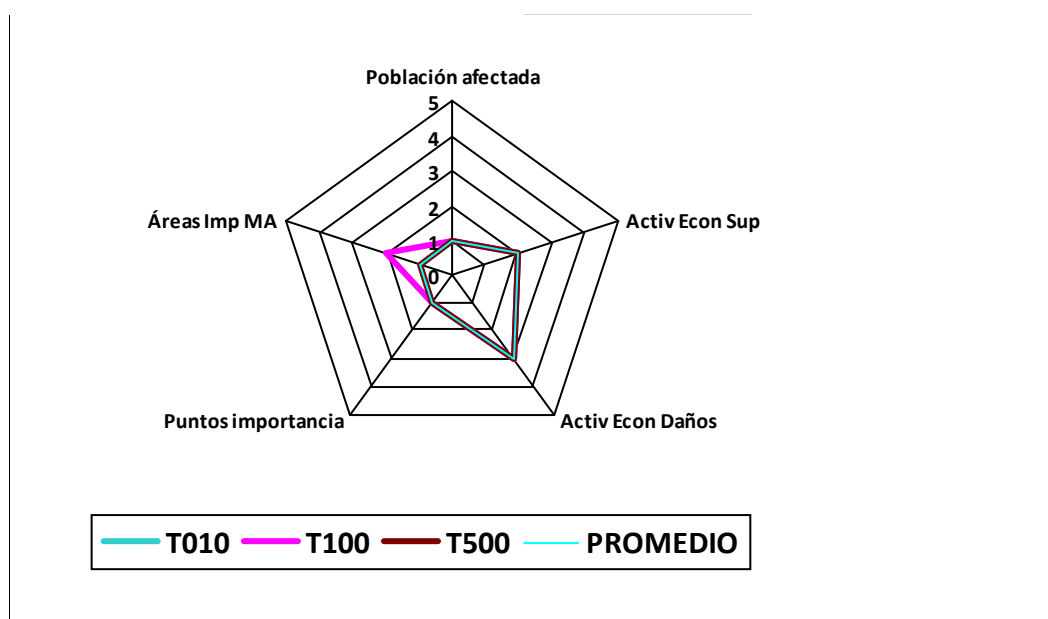 Población afectada
5
4
3
2
1
0
Áreas Imp MA
Activ Econ Sup
Puntos importancia
Activ Econ Daños
T010 T100 T500 PROMEDIO